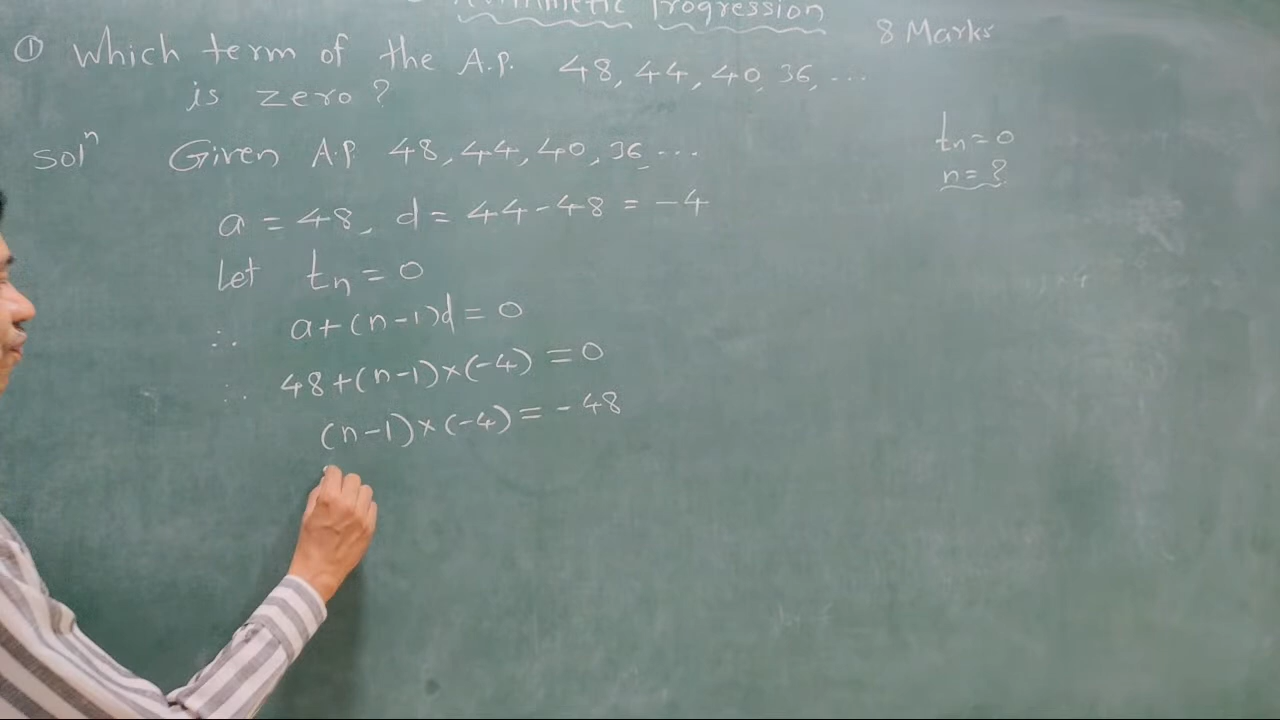 Progression
8 Marks
① Which term of the A.P. 48, 44, 40, 36, ...
is zero ?
solⁿ Given A.P. 48, 44, 40, 36, ...
tn = 0
n = ?
a = 48, d = 44 - 48 = -4
Let tn = 0
∴ a + (n-1)d = 0
∴ 48 + (n-1) × (-4) = 0
(n-1) × (-4) = -48